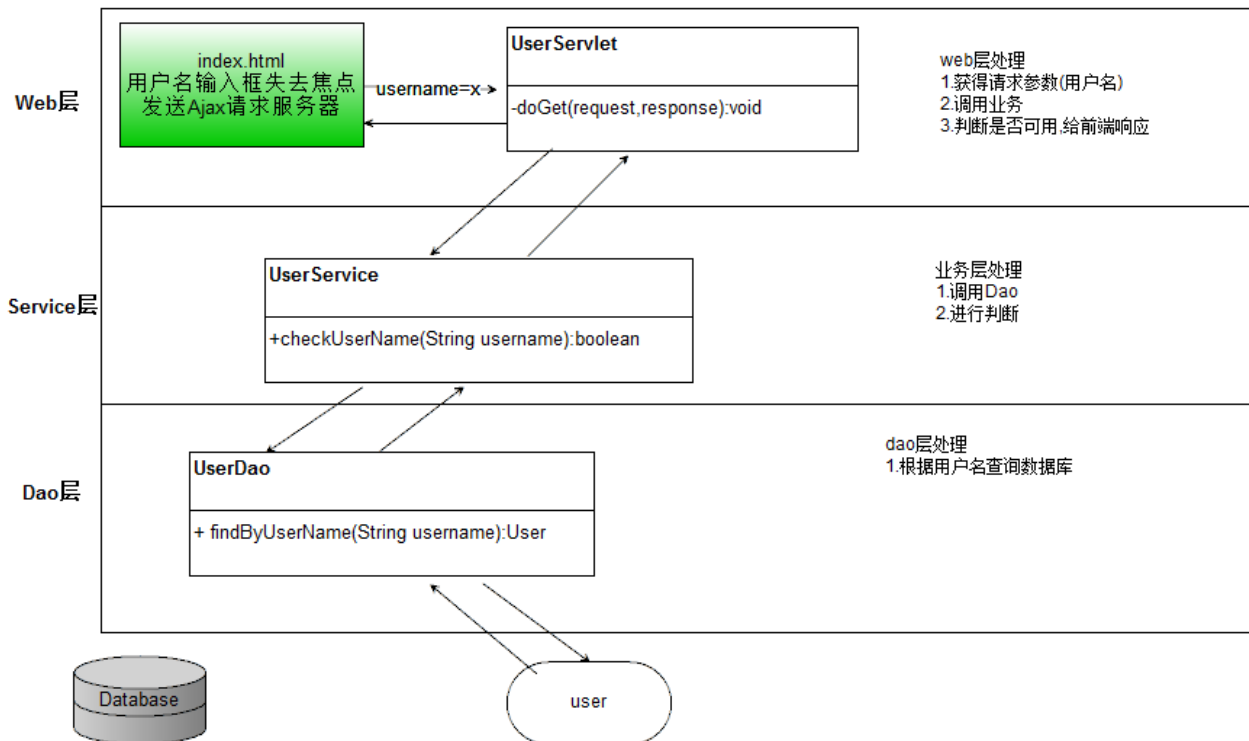 Web层
index.html
用户名输入框失去焦点
发送Ajax请求服务器
username=x
UserServlet
-doGet(request,response):void
web层处理
1.获得请求参数(用户名)
2.调用业务
3.判断是否可用,给前端响应
Service层
UserService
+checkUserName(String username):boolean
业务层处理
1.调用Dao
2.进行判断
Dao层
UserDao
+ findByUserName(String username):User
dao层处理
1.根据用户名查询数据库
Database
user